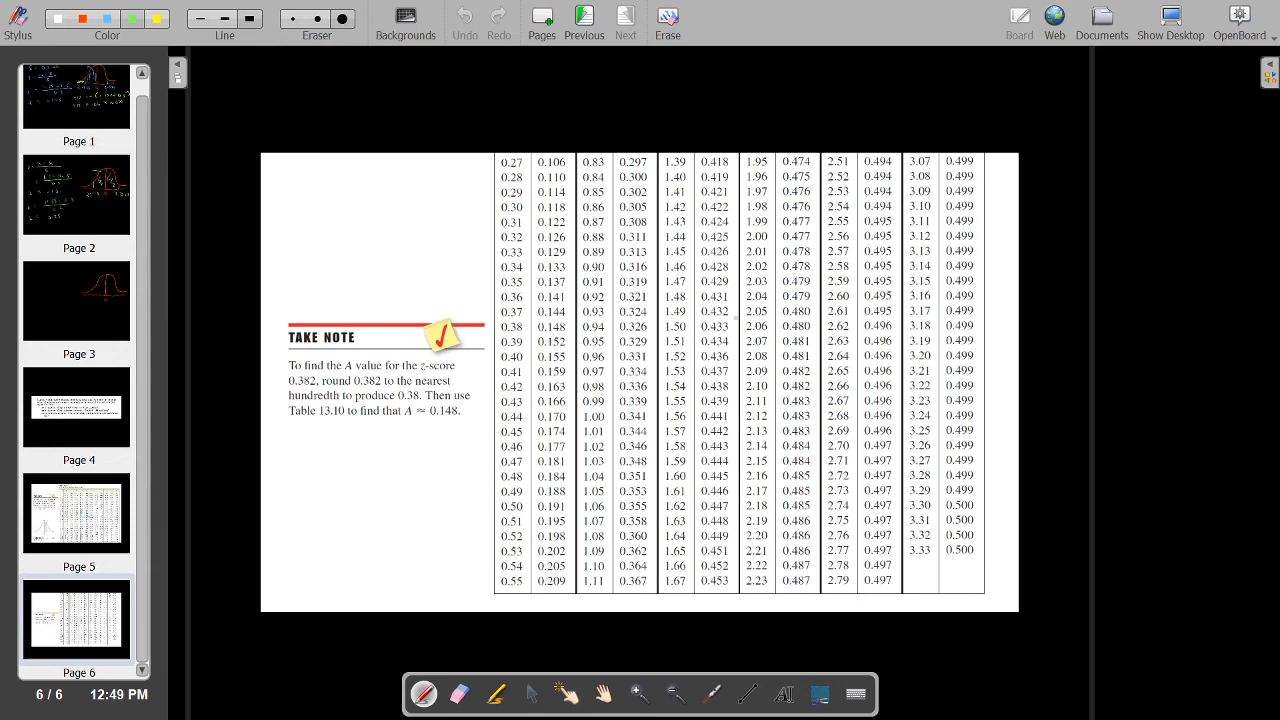 Stylus Color Line Eraser Backgrounds Undo Redo Pages Previous Next Erase Board Web Documents Show Desktop OpenBoard
Page 1
Page 2
Page 3
Page 4
Page 5
Page 6
6 / 6 12:49 PM
TAKE NOTE
To find the A value for the z-score
0.382, round 0.382 to the nearest
hundredth to produce 0.38. Then use
Table 13.10 to find that A ≈ 0.148.
0.27 0.106 0.83 0.297 1.39 0.418 1.95 0.474 2.51 0.494 3.07 0.499
0.28 0.110 0.84 0.300 1.40 0.419 1.96 0.475 2.52 0.494 3.08 0.499
0.29 0.114 0.85 0.302 1.41 0.421 1.97 0.476 2.53 0.494 3.09 0.499
0.30 0.118 0.86 0.305 1.42 0.422 1.98 0.476 2.54 0.494 3.10 0.499
0.31 0.122 0.87 0.308 1.43 0.424 1.99 0.477 2.55 0.495 3.11 0.499
0.32 0.126 0.88 0.311 1.44 0.425 2.00 0.477 2.56 0.495 3.12 0.499
0.33 0.129 0.89 0.313 1.45 0.426 2.01 0.478 2.57 0.495 3.13 0.499
0.34 0.133 0.90 0.316 1.46 0.428 2.02 0.478 2.58 0.495 3.14 0.499
0.35 0.137 0.91 0.319 1.47 0.429 2.03 0.479 2.59 0.495 3.15 0.499
0.36 0.141 0.92 0.321 1.48 0.431 2.04 0.479 2.60 0.495 3.16 0.499
0.37 0.144 0.93 0.324 1.49 0.432 2.05 0.480 2.61 0.495 3.17 0.499
0.38 0.148 0.94 0.326 1.50 0.433 2.06 0.480 2.62 0.496 3.18 0.499
0.39 0.152 0.95 0.329 1.51 0.434 2.07 0.481 2.63 0.496 3.19 0.499
0.40 0.155 0.96 0.331 1.52 0.436 2.08 0.481 2.64 0.496 3.20 0.499
0.41 0.159 0.97 0.334 1.53 0.437 2.09 0.482 2.65 0.496 3.21 0.499
0.42 0.163 0.98 0.336 1.54 0.438 2.10 0.482 2.66 0.496 3.22 0.499
0.43 0.166 0.99 0.339 1.55 0.439 2.11 0.483 2.67 0.496 3.23 0.499
0.44 0.170 1.00 0.341 1.56 0.441 2.12 0.483 2.68 0.496 3.24 0.499
0.45 0.174 1.01 0.344 1.57 0.442 2.13 0.483 2.69 0.496 3.25 0.499
0.46 0.177 1.02 0.346 1.58 0.443 2.14 0.484 2.70 0.497 3.26 0.499
0.47 0.181 1.03 0.348 1.59 0.444 2.15 0.484 2.71 0.497 3.27 0.499
0.48 0.184 1.04 0.351 1.60 0.445 2.16 0.485 2.72 0.497 3.28 0.499
0.49 0.188 1.05 0.353 1.61 0.446 2.17 0.485 2.73 0.497 3.29 0.499
0.50 0.191 1.06 0.355 1.62 0.447 2.18 0.485 2.74 0.497 3.30 0.500
0.51 0.195 1.07 0.358 1.63 0.448 2.19 0.486 2.75 0.497 3.31 0.500
0.52 0.198 1.08 0.360 1.64 0.449 2.20 0.486 2.76 0.497 3.32 0.500
0.53 0.202 1.09 0.362 1.65 0.451 2.21 0.486 2.77 0.497 3.33 0.500
0.54 0.205 1.10 0.364 1.66 0.452 2.22 0.487 2.78 0.497
0.55 0.209 1.11 0.367 1.67 0.453 2.23 0.487 2.79 0.497
AI